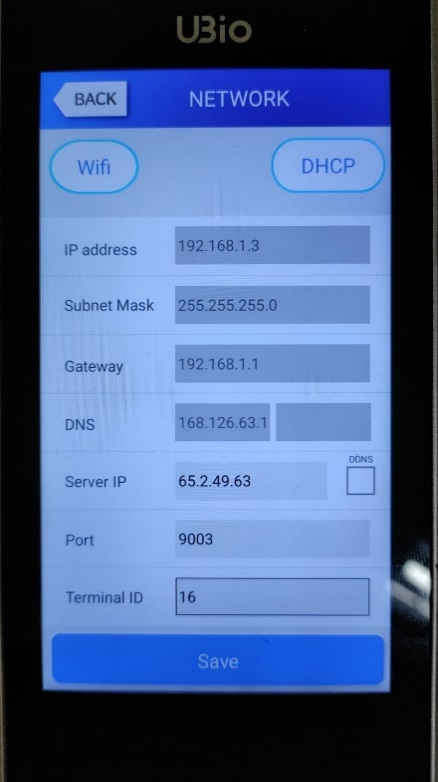 UBio
BACK
NETWORK
Wifi
DHCP
IP address 192.168.1.3
Subnet Mask 255.255.255.0
Gateway 192.168.1.1
DNS 168.126.63.1
DDNS
Server IP 65.2.49.63
Port 9003
Terminal ID 16
Save